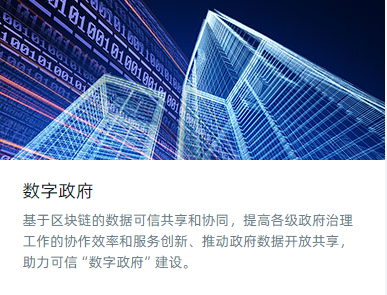 数字政府
基于区块链的数据可信共享和协同，提高各级政府治理
工作的协作效率和服务创新、推动政府数据开放共享，
助力可信“数字政府”建设。